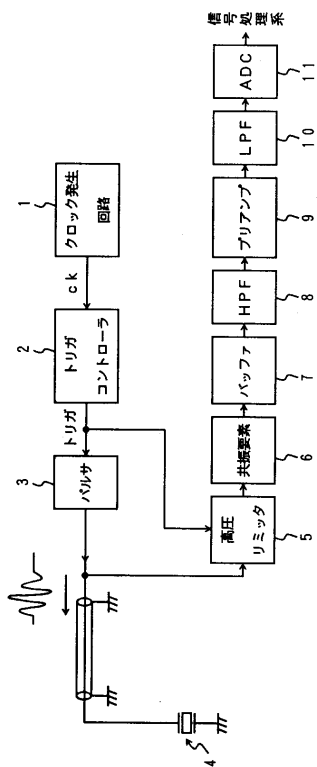 1
クロック発生
回路
ck
2
トリガ
コントローラ
トリガ
3
パルサ
4
5
高圧
リミッタ
6
共振要素
7
バッファ
8
HPF
9
プリアンプ
10
LPF
11
ADC
信号処理系